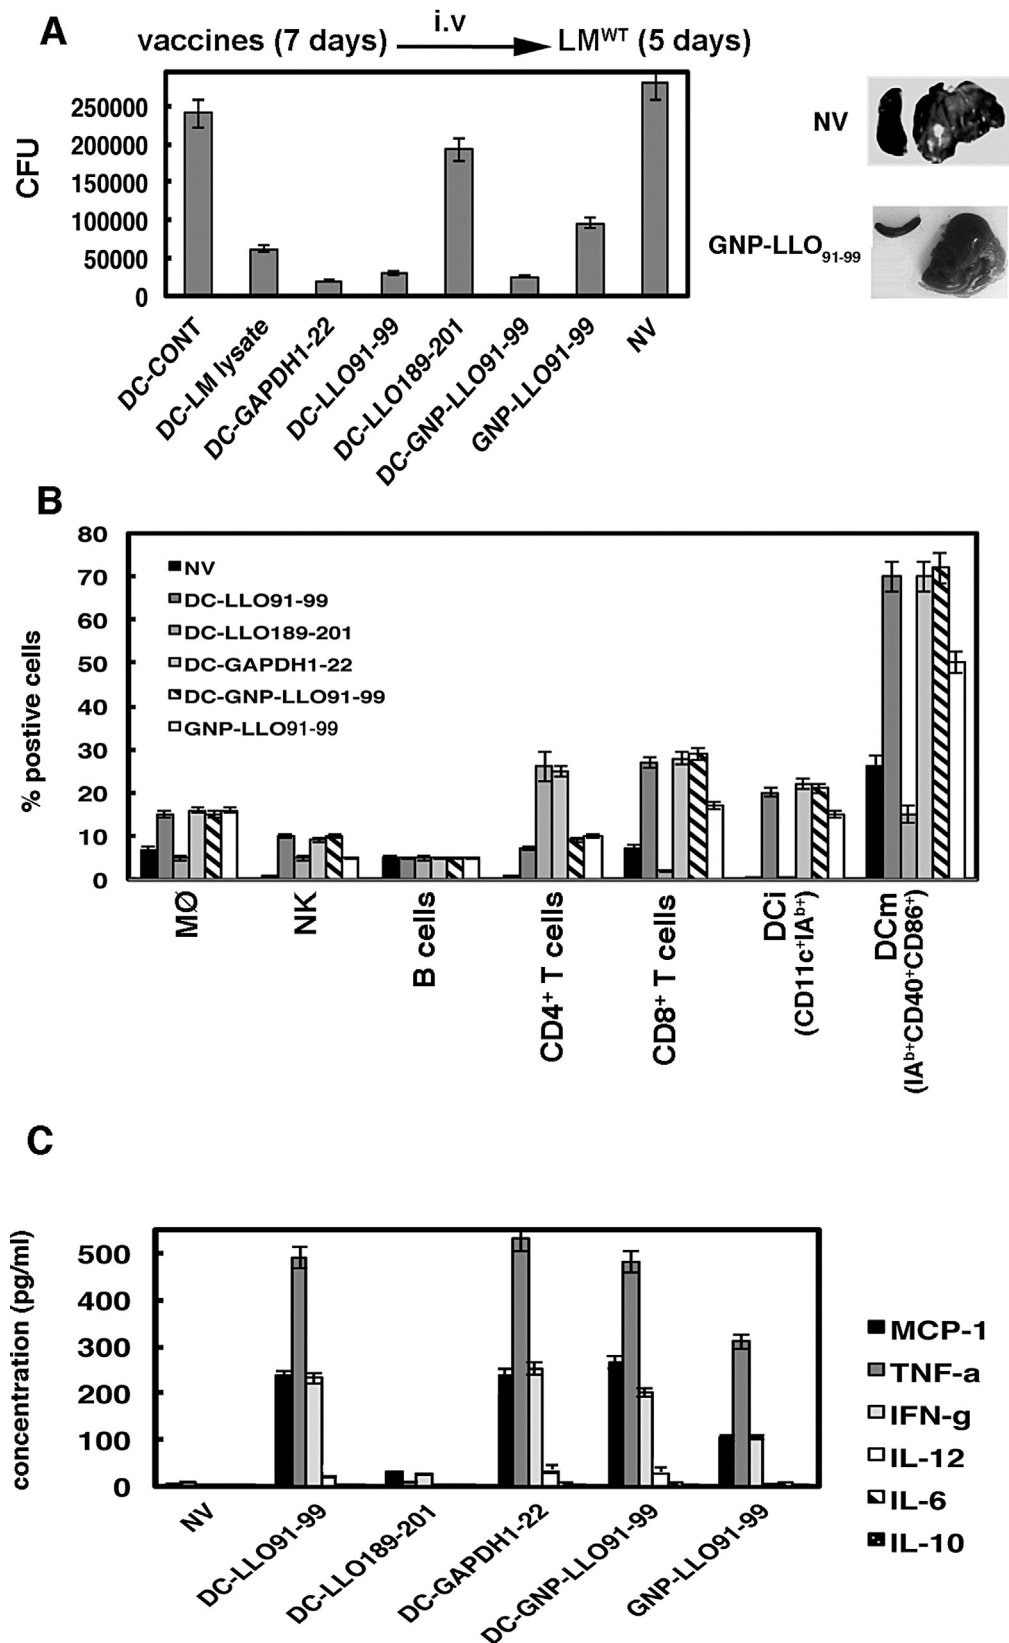 A
i.v
vaccines (7 days) LMᵂᵀ (5 days)
CFU
250000
200000
150000
100000
50000
0
DC-CONT
DC-LM lysate
DC-GAPDH1-22
DC-LLO91-99
DC-LLO189-201
DC-GNP-LLO91-99
GNP-LLO91-99
NV
NV
GNP-LLO₉₁₋₉₉
B
% postive cells
80
70
60
50
40
30
20
10
0
NV
DC-LLO91-99
DC-LLO189-201
DC-GAPDH1-22
DC-GNP-LLO91-99
GNP-LLO91-99
MØ
NK
B cells
CD4⁺ T cells
CD8⁺ T cells
DCi
(CD11c⁺IAᵇ⁺)
DCm
(IAᵇ⁺CD40⁺CD86⁺)
C
concentration (pg/ml)
500
400
300
200
100
0
NV
DC-LLO91-99
DC-LLO189-201
DC-GAPDH1-22
DC-GNP-LLO91-99
GNP-LLO91-99
MCP-1
TNF-a
IFN-g
IL-12
IL-6
IL-10